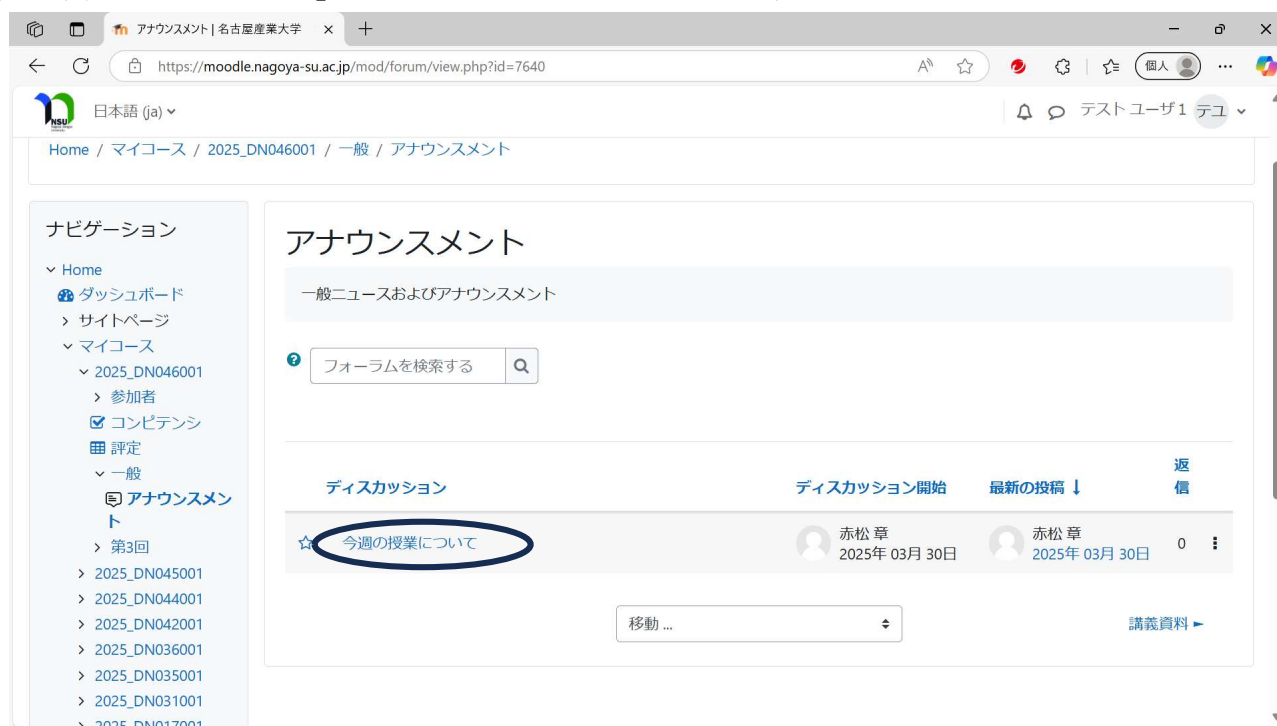 アナウンスメント | 名古屋産業大学
https://moodle.nagoya-su.ac.jp/mod/forum/view.php?id=7640
個人
NSU
日本語 (ja)
テスト ユーザ 1 テユ
Home / マイコース / 2025_DN046001 / 一般 / アナウンスメント
ナビゲーション
Home
ダッシュボード
サイトページ
マイコース
2025_DN046001
参加者
コンピテンシ
評定
一般
アナウンスメン
ト
第3回
2025_DN045001
2025_DN044001
2025_DN042001
2025_DN036001
2025_DN035001
2025_DN031001
2025_DN017001
アナウンスメント
一般ニュースおよびアナウンスメント
フォーラムを検索する
ディスカッション ディスカッション開始 最新の投稿 ↓ 返
信
今週の授業について 赤松 章 赤松 章 0
2025年 03月 30日 2025年 03月 30日
移動 ... 講義資料 ►